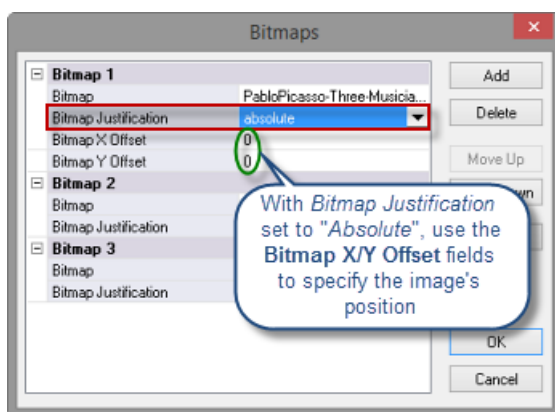 Bitmaps
Bitmap 1
Bitmap PabloPicasso-Three-Musicia...
Bitmap Justification absolute
Bitmap X Offset 0
Bitmap Y Offset 0
Bitmap 2
Bitmap
Bitmap Justification
Bitmap 3
Bitmap
Bitmap Justification
With Bitmap Justification
set to "Absolute", use the
Bitmap X/Y Offset fields
to specify the image's
position
Add
Delete
Move Up
OK
Cancel